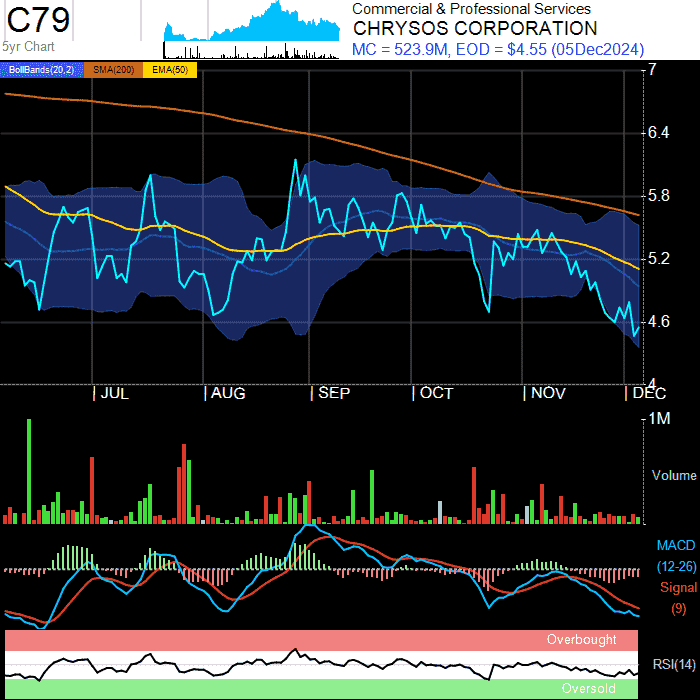 C79
5yr Chart
Commercial & Professional Services
CHRYSOS CORPORATION
MC = 523.9M, EOD = $4.55 (05Dec2024)
BollBands(20,2) SMA(200) EMA(50)
7
6.4
5.8
5.2
4.6
4
JUL AUG SEP OCT NOV DEC
1M
Volume
MACD
(12-26)
Signal
(9)
Overbought
RSI(14)
Oversold